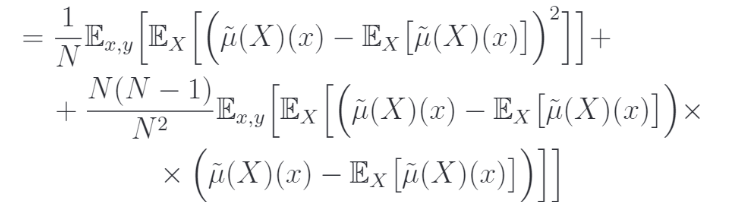 = \frac{1}{N} \mathbb{E}_{x,y} \Big[ \mathbb{E}_X \Big[ \Big( \tilde{\mu}(X)(x) - \mathbb{E}_X \big[ \tilde{\mu}(X)(x) \big] \Big)^2 \Big] \Big] +
+ \frac{N(N-1)}{N^2} \mathbb{E}_{x,y} \Big[ \mathbb{E}_X \Big[ \Big( \tilde{\mu}(X)(x) - \mathbb{E}_X \big[ \tilde{\mu}(X)(x) \big] \Big) \times
\times \Big( \tilde{\mu}(X)(x) - \mathbb{E}_X \big[ \tilde{\mu}(X)(x) \big] \Big) \Big] \Big]